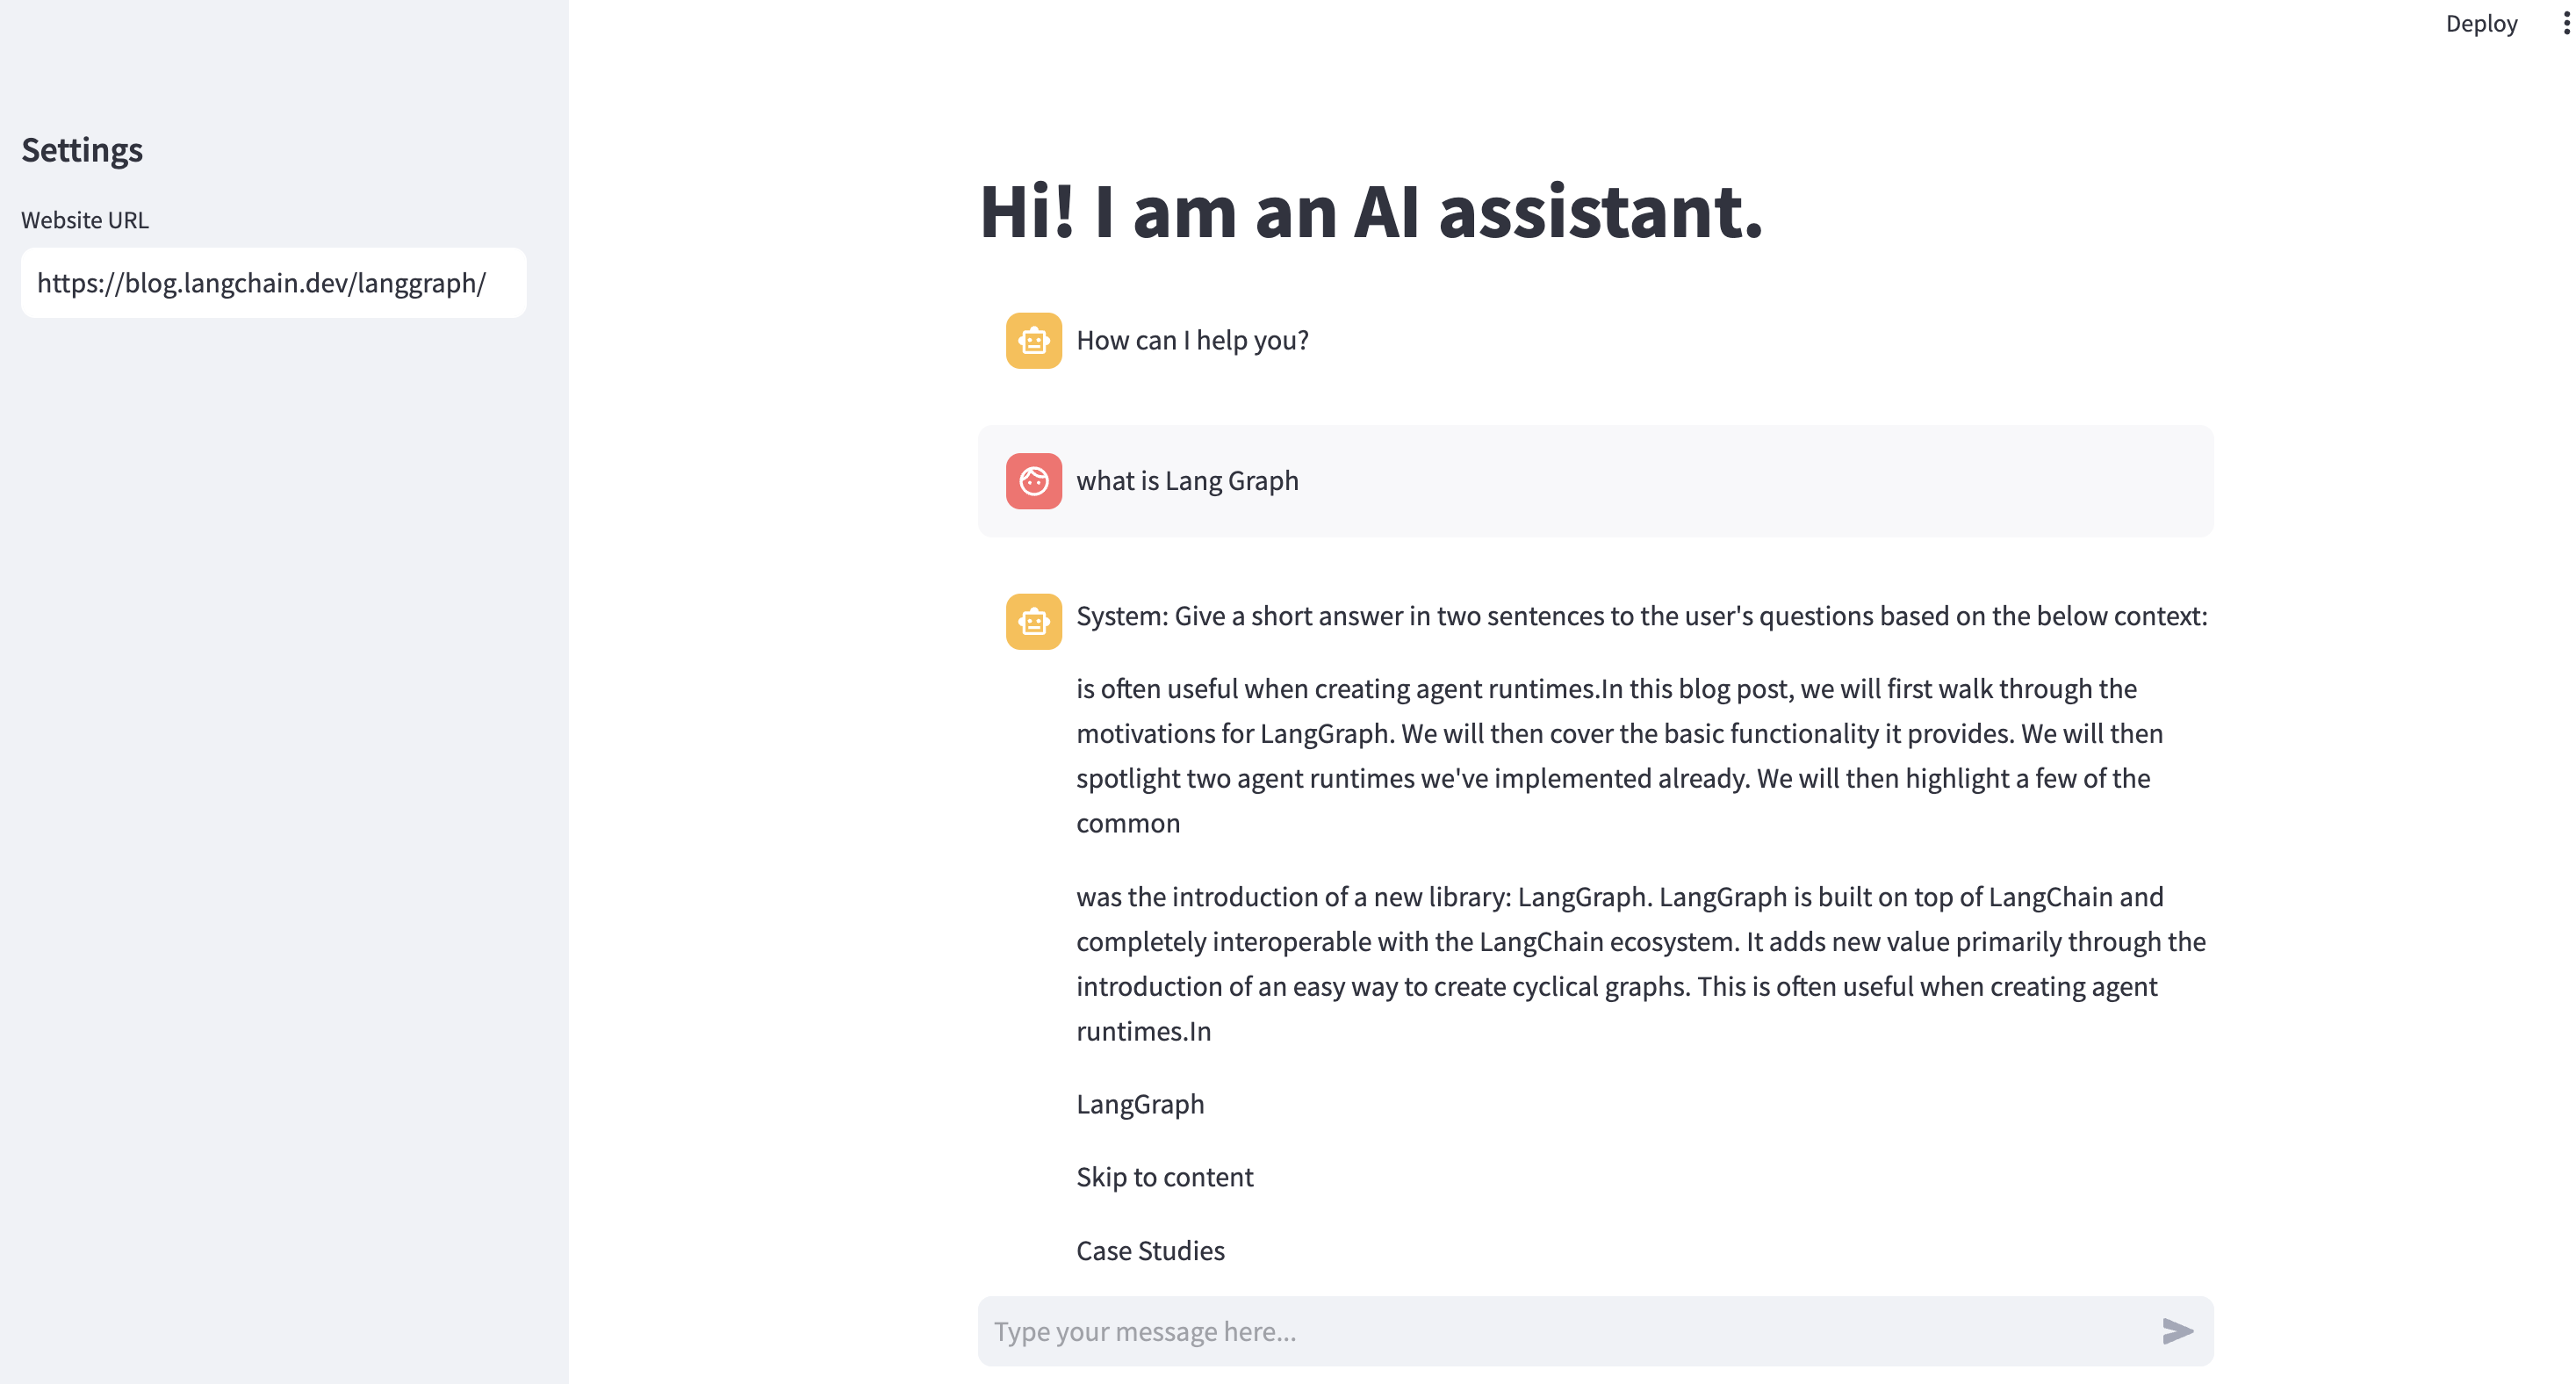 Deploy
Settings
Website URL
https://blog.langchain.dev/langgraph/
Hi! I am an AI assistant.
How can I help you?
what is Lang Graph
System: Give a short answer in two sentences to the user's questions based on the below context:
is often useful when creating agent runtimes.In this blog post, we will first walk through the
motivations for LangGraph. We will then cover the basic functionality it provides. We will then
spotlight two agent runtimes we've implemented already. We will then highlight a few of the
common
was the introduction of a new library: LangGraph. LangGraph is built on top of LangChain and
completely interoperable with the LangChain ecosystem. It adds new value primarily through the
introduction of an easy way to create cyclical graphs. This is often useful when creating agent
runtimes.In
LangGraph
Skip to content
Case Studies
Type your message here...